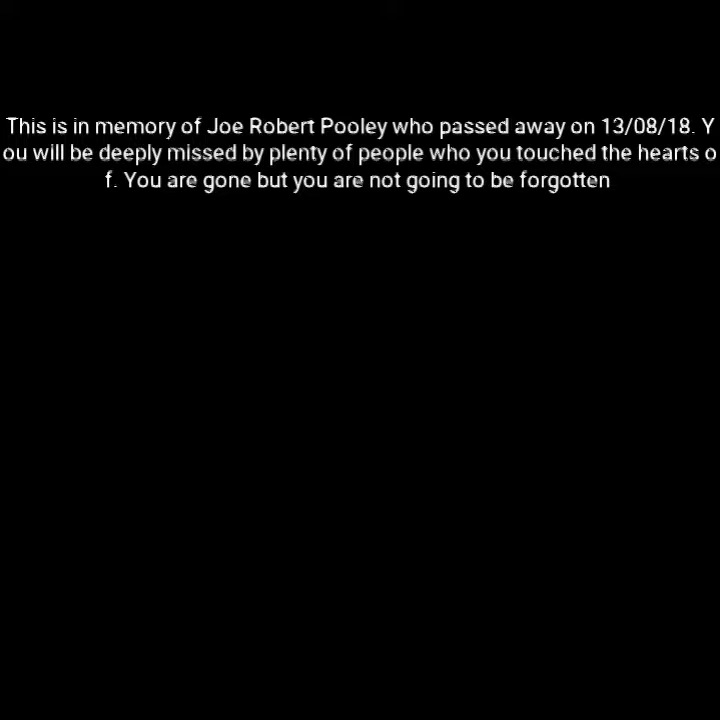 This is in memory of Joe Robert Pooley who passed away on 13/08/18. Y
ou will be deeply missed by plenty of people who you touched the hearts o
f. You are gone but you are not going to be forgotten